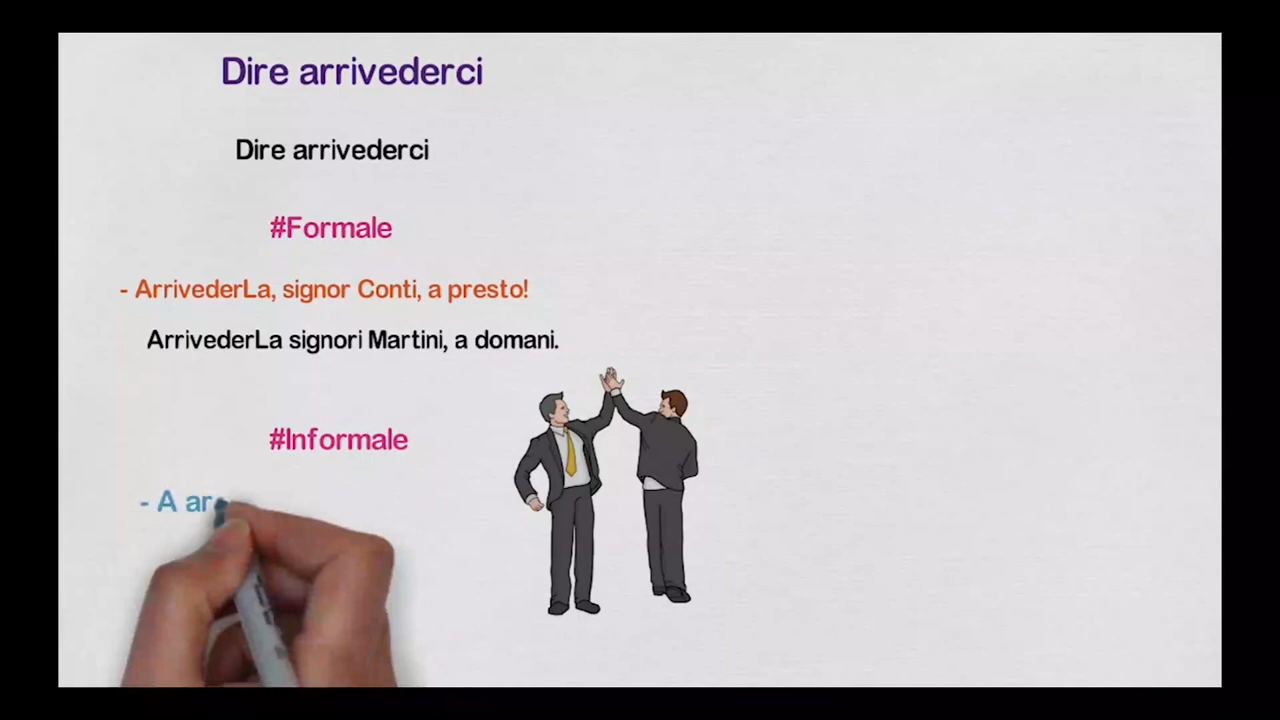 Dire arrivederci
Dire arrivederci
#Formale
- ArrivederLa, signor Conti, a presto!
ArrivederLa signori Martini, a domani.
#Informale
- A ar